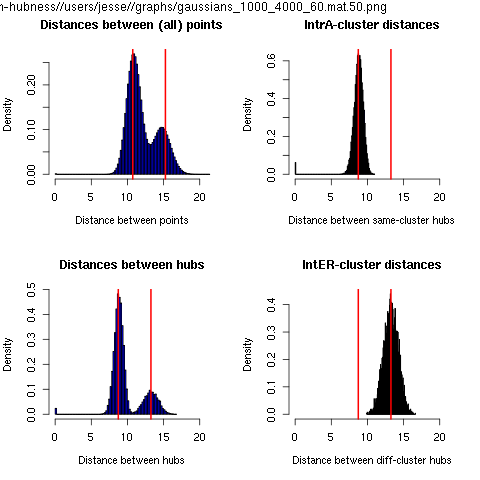 n-hubness//users/jesse//graphs/gaussians_1000_4000_60.mat.50.png
Distances between (all) points
IntrA-cluster distances
Density
0.00 0.10 0.20
0 5 10 15 20
Distance between points
Density
0.0 0.2 0.4 0.6
0 5 10 15 20
Distance between same-cluster hubs
Distances between hubs
IntER-cluster distances
Density
0.0 0.1 0.2 0.3 0.4 0.5
0 5 10 15 20
Distance between hubs
Density
0.0 0.1 0.2 0.3 0.4
0 5 10 15 20
Distance between diff-cluster hubs